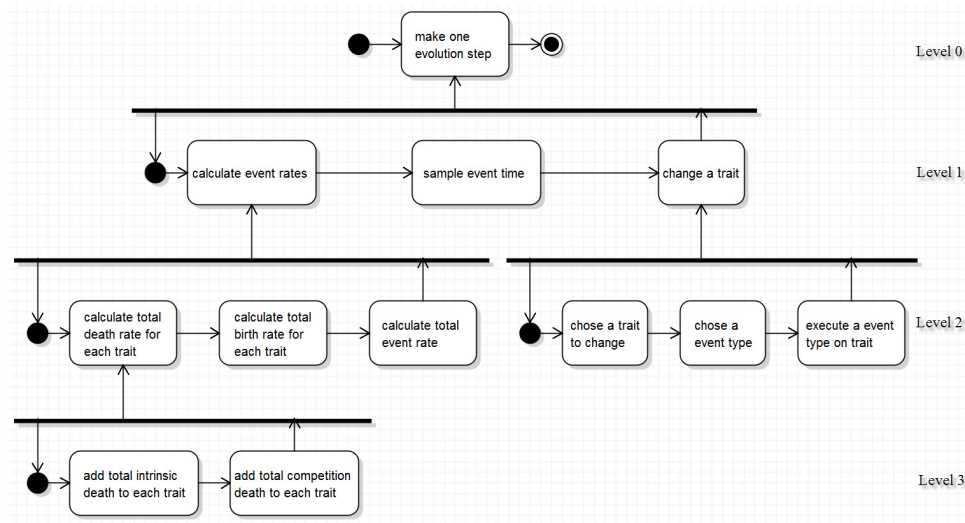 make one
evolution step
Level 0
calculate event rates
sample event time
change a trait
Level 1
calculate total
death rate for
each trait
calculate total
birth rate for
each trait
calculate total
event rate
chose a trait
to change
chose a
event type
execute a event
type on trait
Level 2
add total intrinsic
death to each trait
add total competition
death to each trait
Level 3